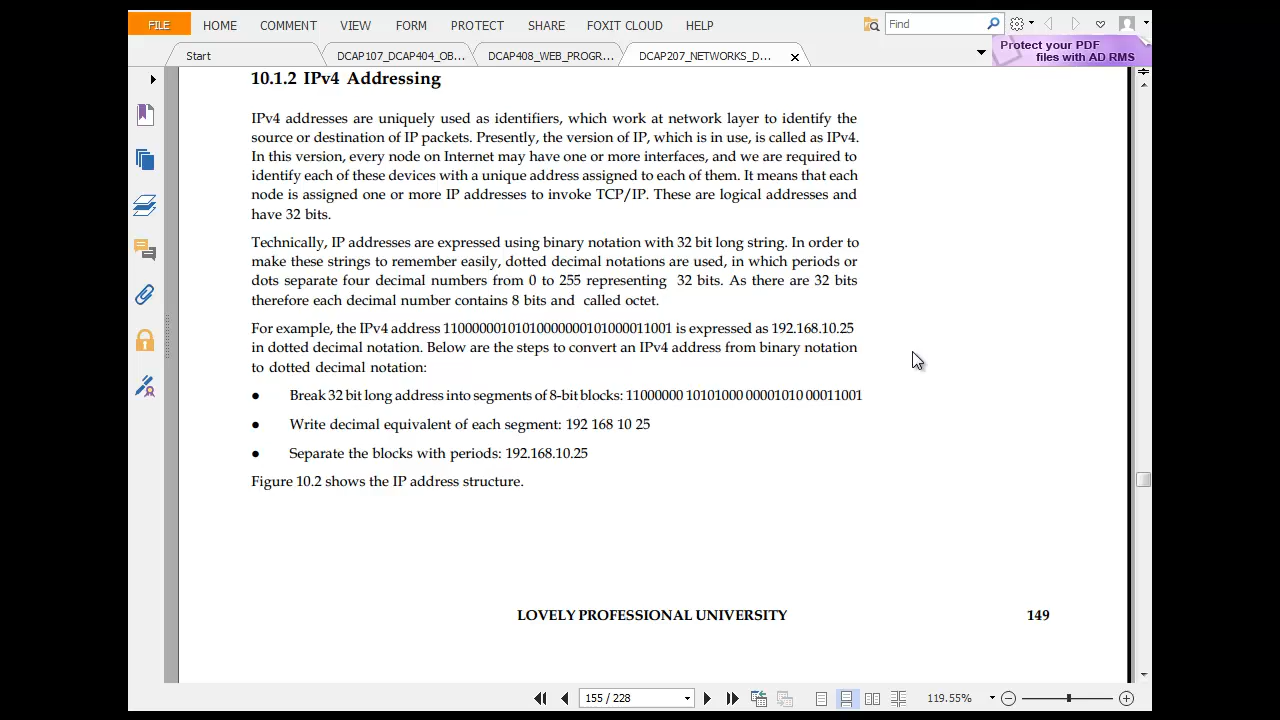 FILE HOME COMMENT VIEW FORM PROTECT SHARE FOXIT CLOUD HELP Find
Start DCAP107_DCAP404_OB... DCAP408_WEB_PROGR... DCAP207_NETWORKS_D... Protect your PDF
files with AD RMS
10.1.2 IPv4 Addressing
IPv4 addresses are uniquely used as identifiers, which work at network layer to identify the
source or destination of IP packets. Presently, the version of IP, which is in use, is called as IPv4.
In this version, every node on Internet may have one or more interfaces, and we are required to
identify each of these devices with a unique address assigned to each of them. It means that each
node is assigned one or more IP addresses to invoke TCP/IP. These are logical addresses and
have 32 bits.
Technically, IP addresses are expressed using binary notation with 32 bit long string. In order to
make these strings to remember easily, dotted decimal notations are used, in which periods or
dots separate four decimal numbers from 0 to 255 representing 32 bits. As there are 32 bits
therefore each decimal number contains 8 bits and called octet.
For example, the IPv4 address 11000000101010000000101000011001 is expressed as 192.168.10.25
in dotted decimal notation. Below are the steps to convert an IPv4 address from binary notation
to dotted decimal notation:
● Break 32 bit long address into segments of 8-bit blocks: 11000000 10101000 00001010 00011001
● Write decimal equivalent of each segment: 192 168 10 25
● Separate the blocks with periods: 192.168.10.25
Figure 10.2 shows the IP address structure.
LOVELY PROFESSIONAL UNIVERSITY 149
155 / 228 119.55%